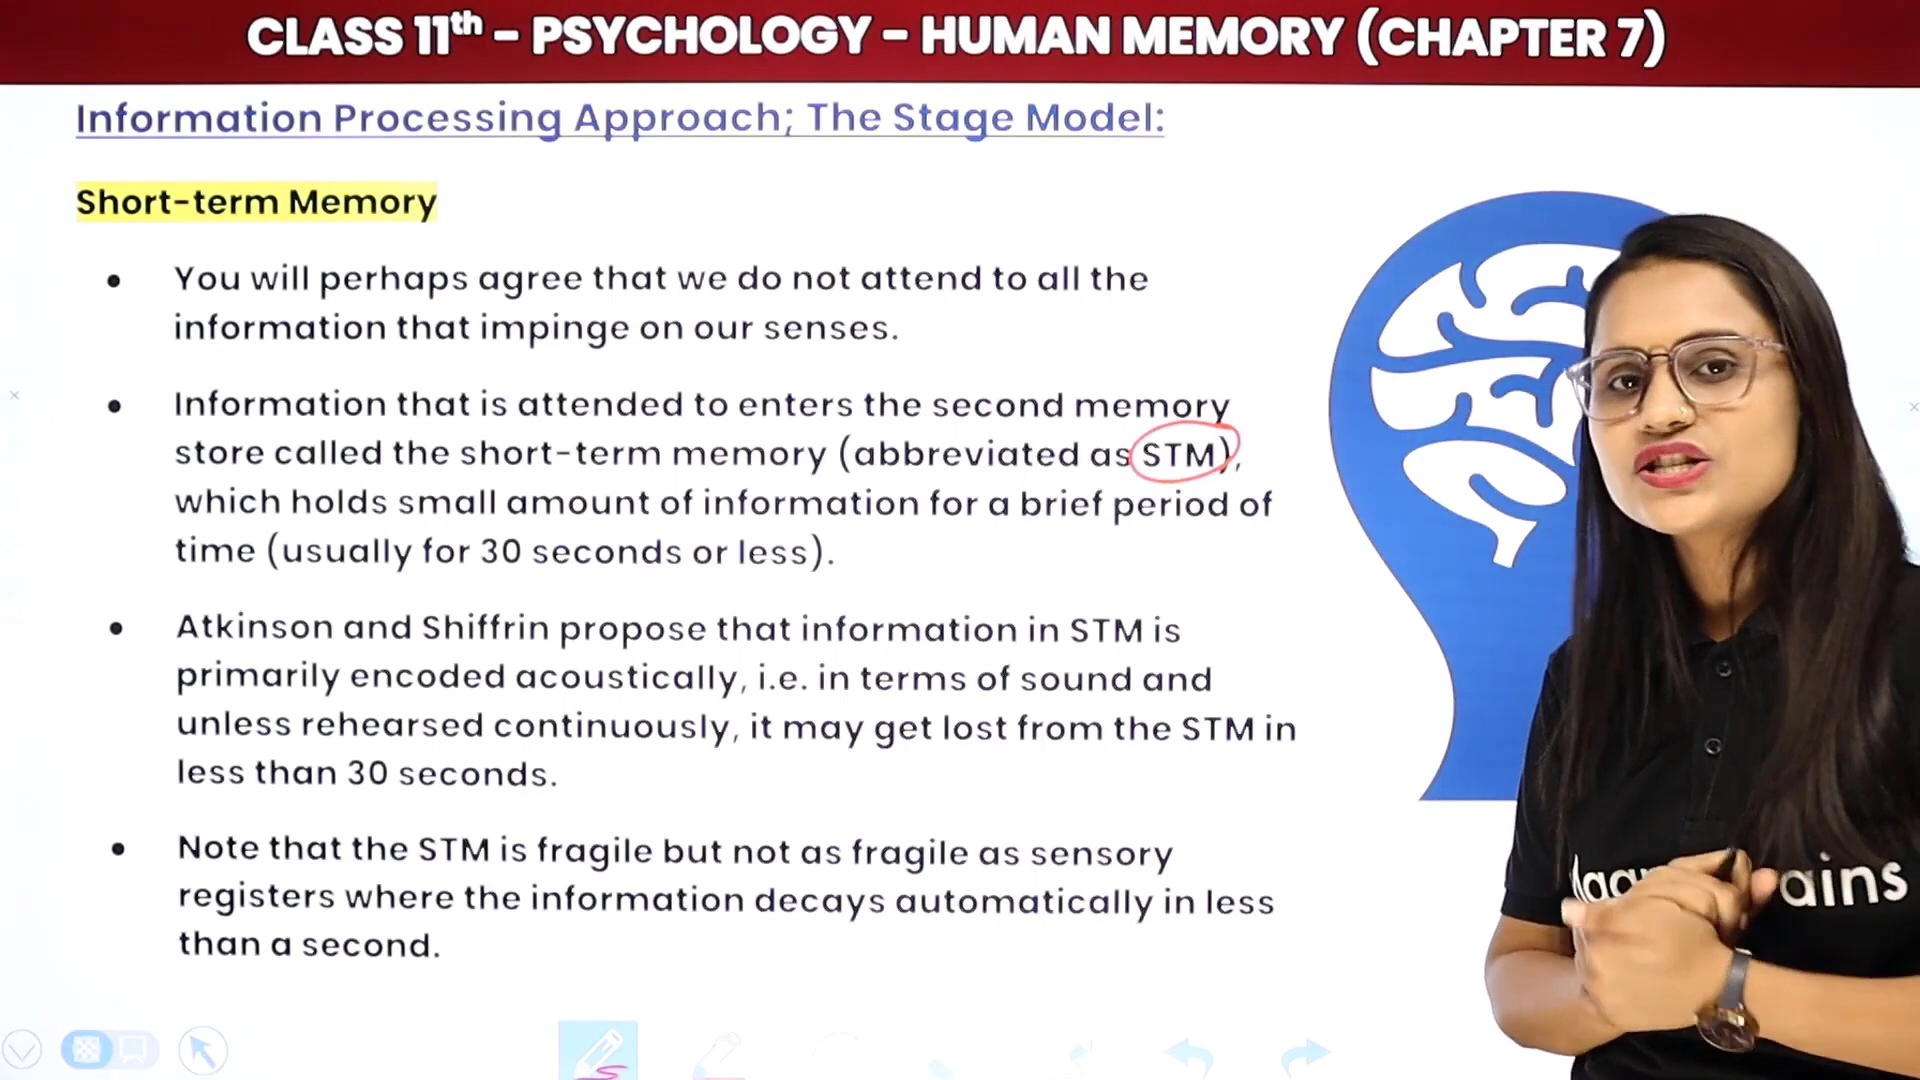 CLASS 11th - PSYCHOLOGY - HUMAN MEMORY (CHAPTER 7)
Information Processing Approach; The Stage Model:
Short-term Memory
• You will perhaps agree that we do not attend to all the
information that impinge on our senses.
• Information that is attended to enters the second memory
store called the short-term memory (abbreviated as STM),
which holds small amount of information for a brief period of
time (usually for 30 seconds or less).
• Atkinson and Shiffrin propose that information in STM is
primarily encoded acoustically, i.e. in terms of sound and
unless rehearsed continuously, it may get lost from the STM in
less than 30 seconds.
• Note that the STM is fragile but not as fragile as sensory
registers where the information decays automatically in less
than a second.